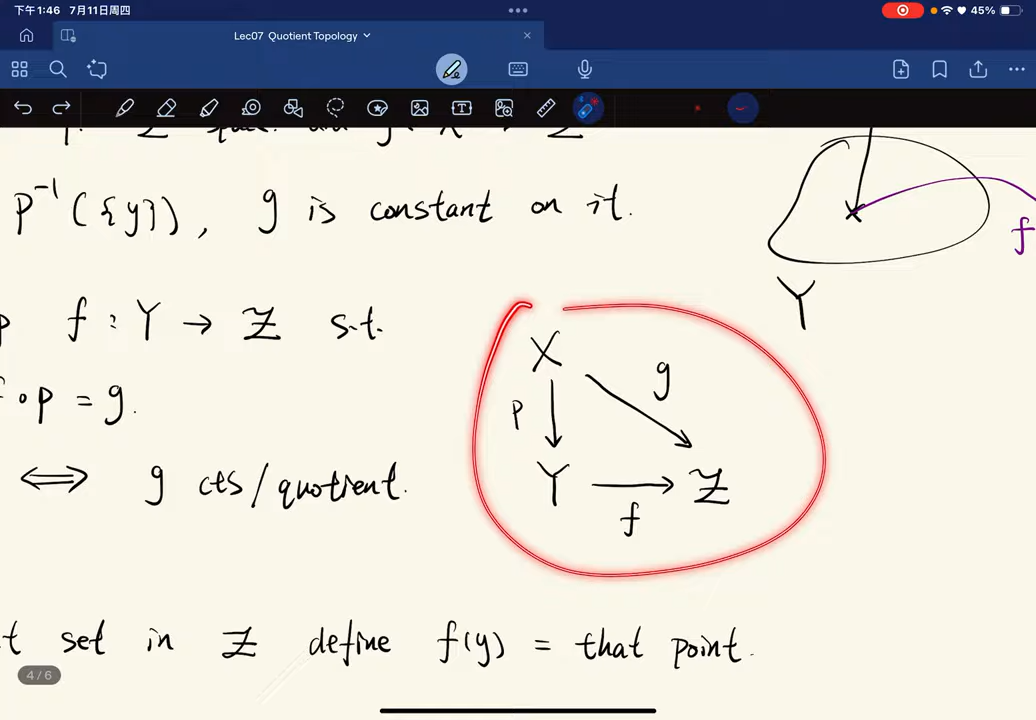 下午1:46 7月11日周四
45%
Lec07 Quotient Topology
p⁻¹({y}), g is constant on it.
f
Y
f : Y → Z s.t.
f∘p = g.
X
g
p
⟺ g cts/quotient.
Y → Z
f
set in Z define f(y) = that point.
4/6